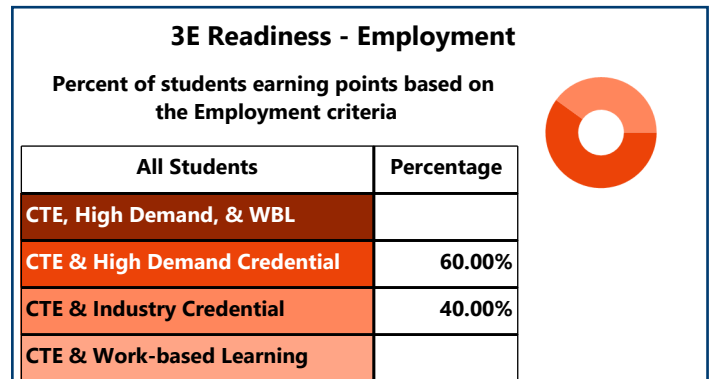 3E Readiness - Employment
Percent of students earning points based on
the Employment criteria
All Students Percentage
CTE, High Demand, & WBL
CTE & High Demand Credential 60.00%
CTE & Industry Credential 40.00%
CTE & Work-based Learning